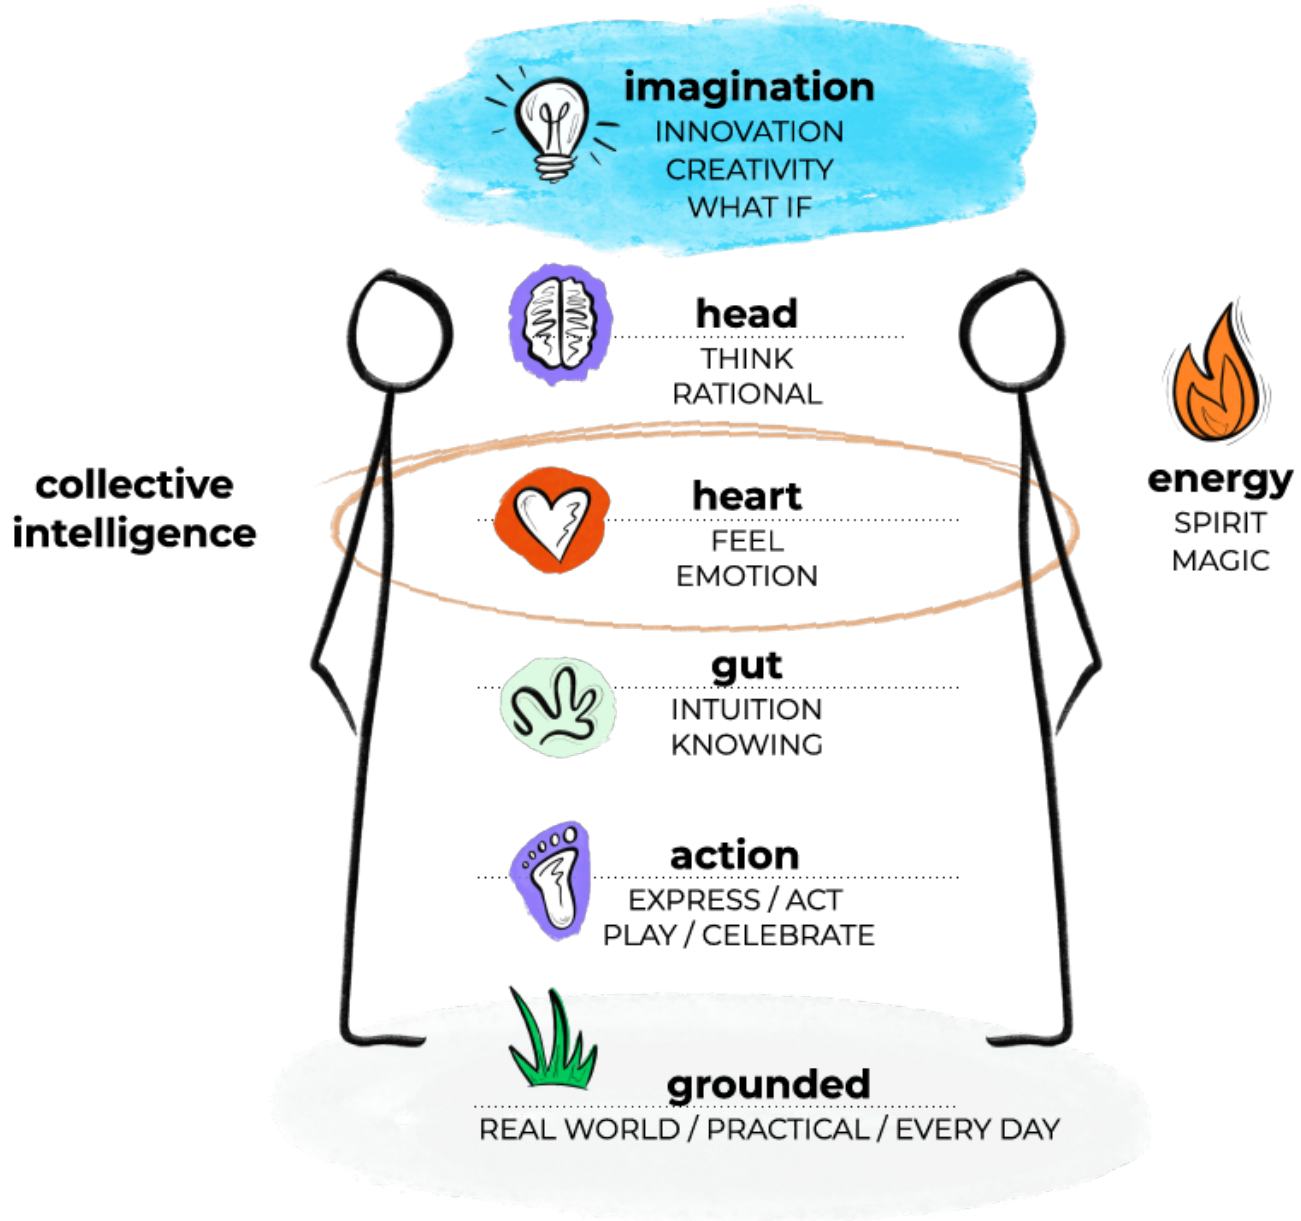 imagination
INNOVATION
CREATIVITY
WHAT IF
head
THINK
RATIONAL
collective
intelligence
heart
FEEL
EMOTION
energy
SPIRIT
MAGIC
gut
INTUITION
KNOWING
action
EXPRESS / ACT
PLAY / CELEBRATE
grounded
REAL WORLD / PRACTICAL / EVERY DAY